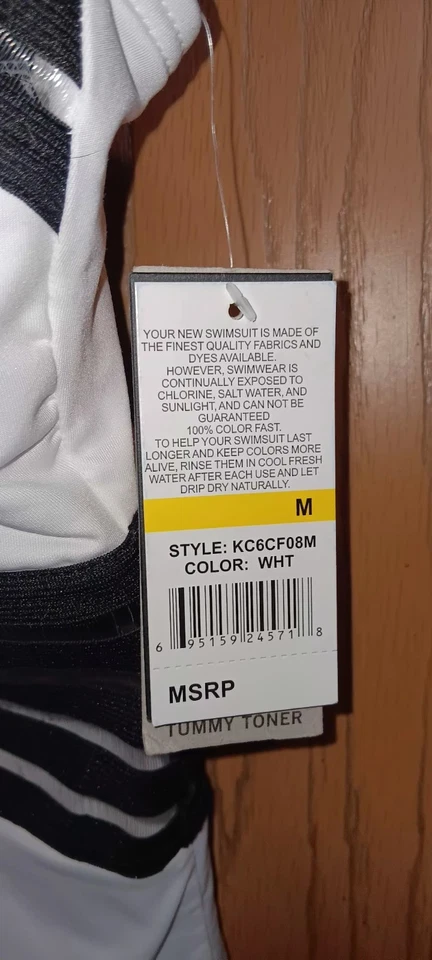 YOUR NEW SWIMSUIT IS MADE OF
THE FINEST QUALITY FABRICS AND
DYES AVAILABLE.
HOWEVER, SWIMWEAR IS
CONTINUALLY EXPOSED TO
CHLORINE, SALT WATER, AND
SUNLIGHT, AND CAN NOT BE
GUARANTEED
100% COLOR FAST.
TO HELP YOUR SWIMSUIT LAST
LONGER AND KEEP COLORS MORE
ALIVE, RINSE THEM IN COOL FRESH
WATER AFTER EACH USE AND LET
DRIP DRY NATURALLY.
M
STYLE: KC6CF08M
COLOR: WHT
6 95159 24571 8
MSRP
TUMMY TONER